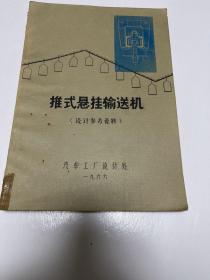 推式悬挂输送机
（设计参考资料）
汽车工厂设计处
一九六六